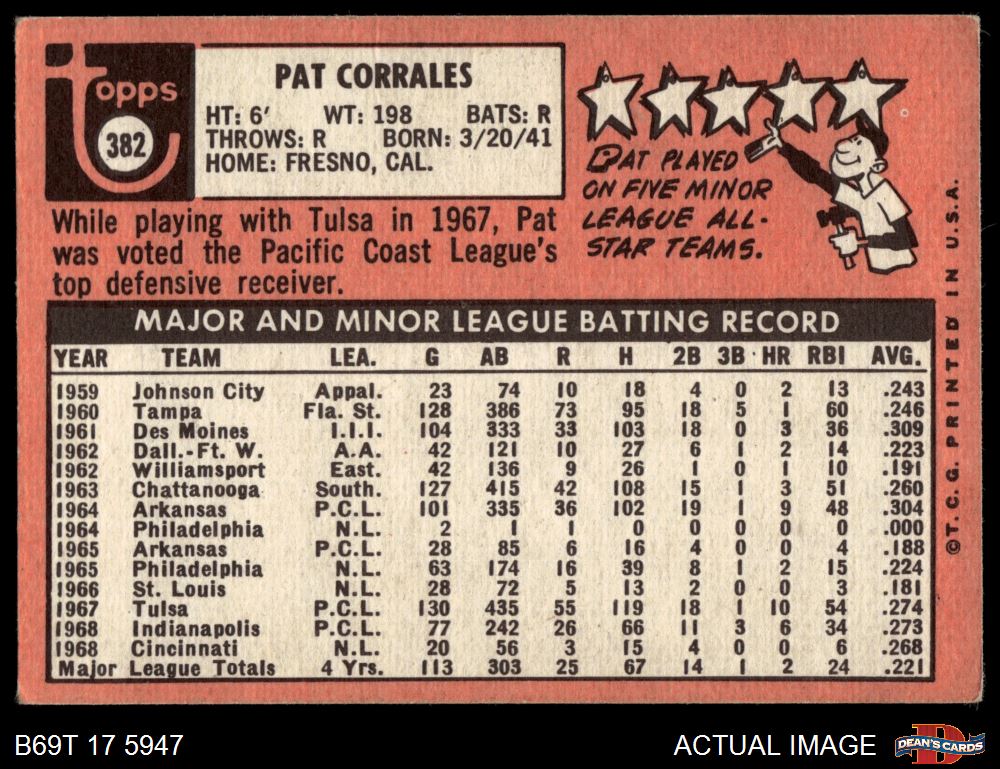 Topps
382
PAT CORRALES
HT: 6' WT: 198 BATS: R
THROWS: R BORN: 3/20/41
HOME: FRESNO, CAL.
While playing with Tulsa in 1967, Pat
was voted the Pacific Coast League's
top defensive receiver.
PAT PLAYED
ON FIVE MINOR
LEAGUE ALL-
STAR TEAMS.
MAJOR AND MINOR LEAGUE BATTING RECORD
YEAR TEAM LEA. G AB R H 2B 3B HR RBI AVG.
1959 Johnson City Appal. 23 74 10 18 4 0 2 13 .243
1960 Tampa Fla. St. 128 386 73 95 18 5 1 60 .246
1961 Des Moines I.I.I. 104 333 33 103 18 0 3 36 .309
1962 Dall.-Ft. W. A.A. 42 121 10 27 6 1 2 14 .223
1962 Williamsport East. 42 136 9 26 1 0 1 10 .191
1963 Chattanooga South. 127 415 42 108 15 1 3 51 .260
1964 Arkansas P.C.L. 101 335 36 102 19 1 9 48 .304
1964 Philadelphia N.L. 2 1 1 0 0 0 0 0 .000
1965 Arkansas P.C.L. 28 85 6 16 4 0 0 4 .188
1965 Philadelphia N.L. 63 174 16 39 8 1 2 15 .224
1966 St. Louis N.L. 28 72 5 13 2 0 0 3 .181
1967 Tulsa P.C.L. 130 435 55 119 18 1 10 54 .274
1968 Indianapolis P.C.L. 77 242 26 66 11 3 6 34 .273
1968 Cincinnati N.L. 20 56 3 15 4 0 0 6 .268
Major League Totals 4 Yrs. 113 303 25 67 14 1 2 24 .221
©T.C.G. PRINTED IN U.S.A.
B69T 17 5947
ACTUAL IMAGE
D
DEAN'S CARDS